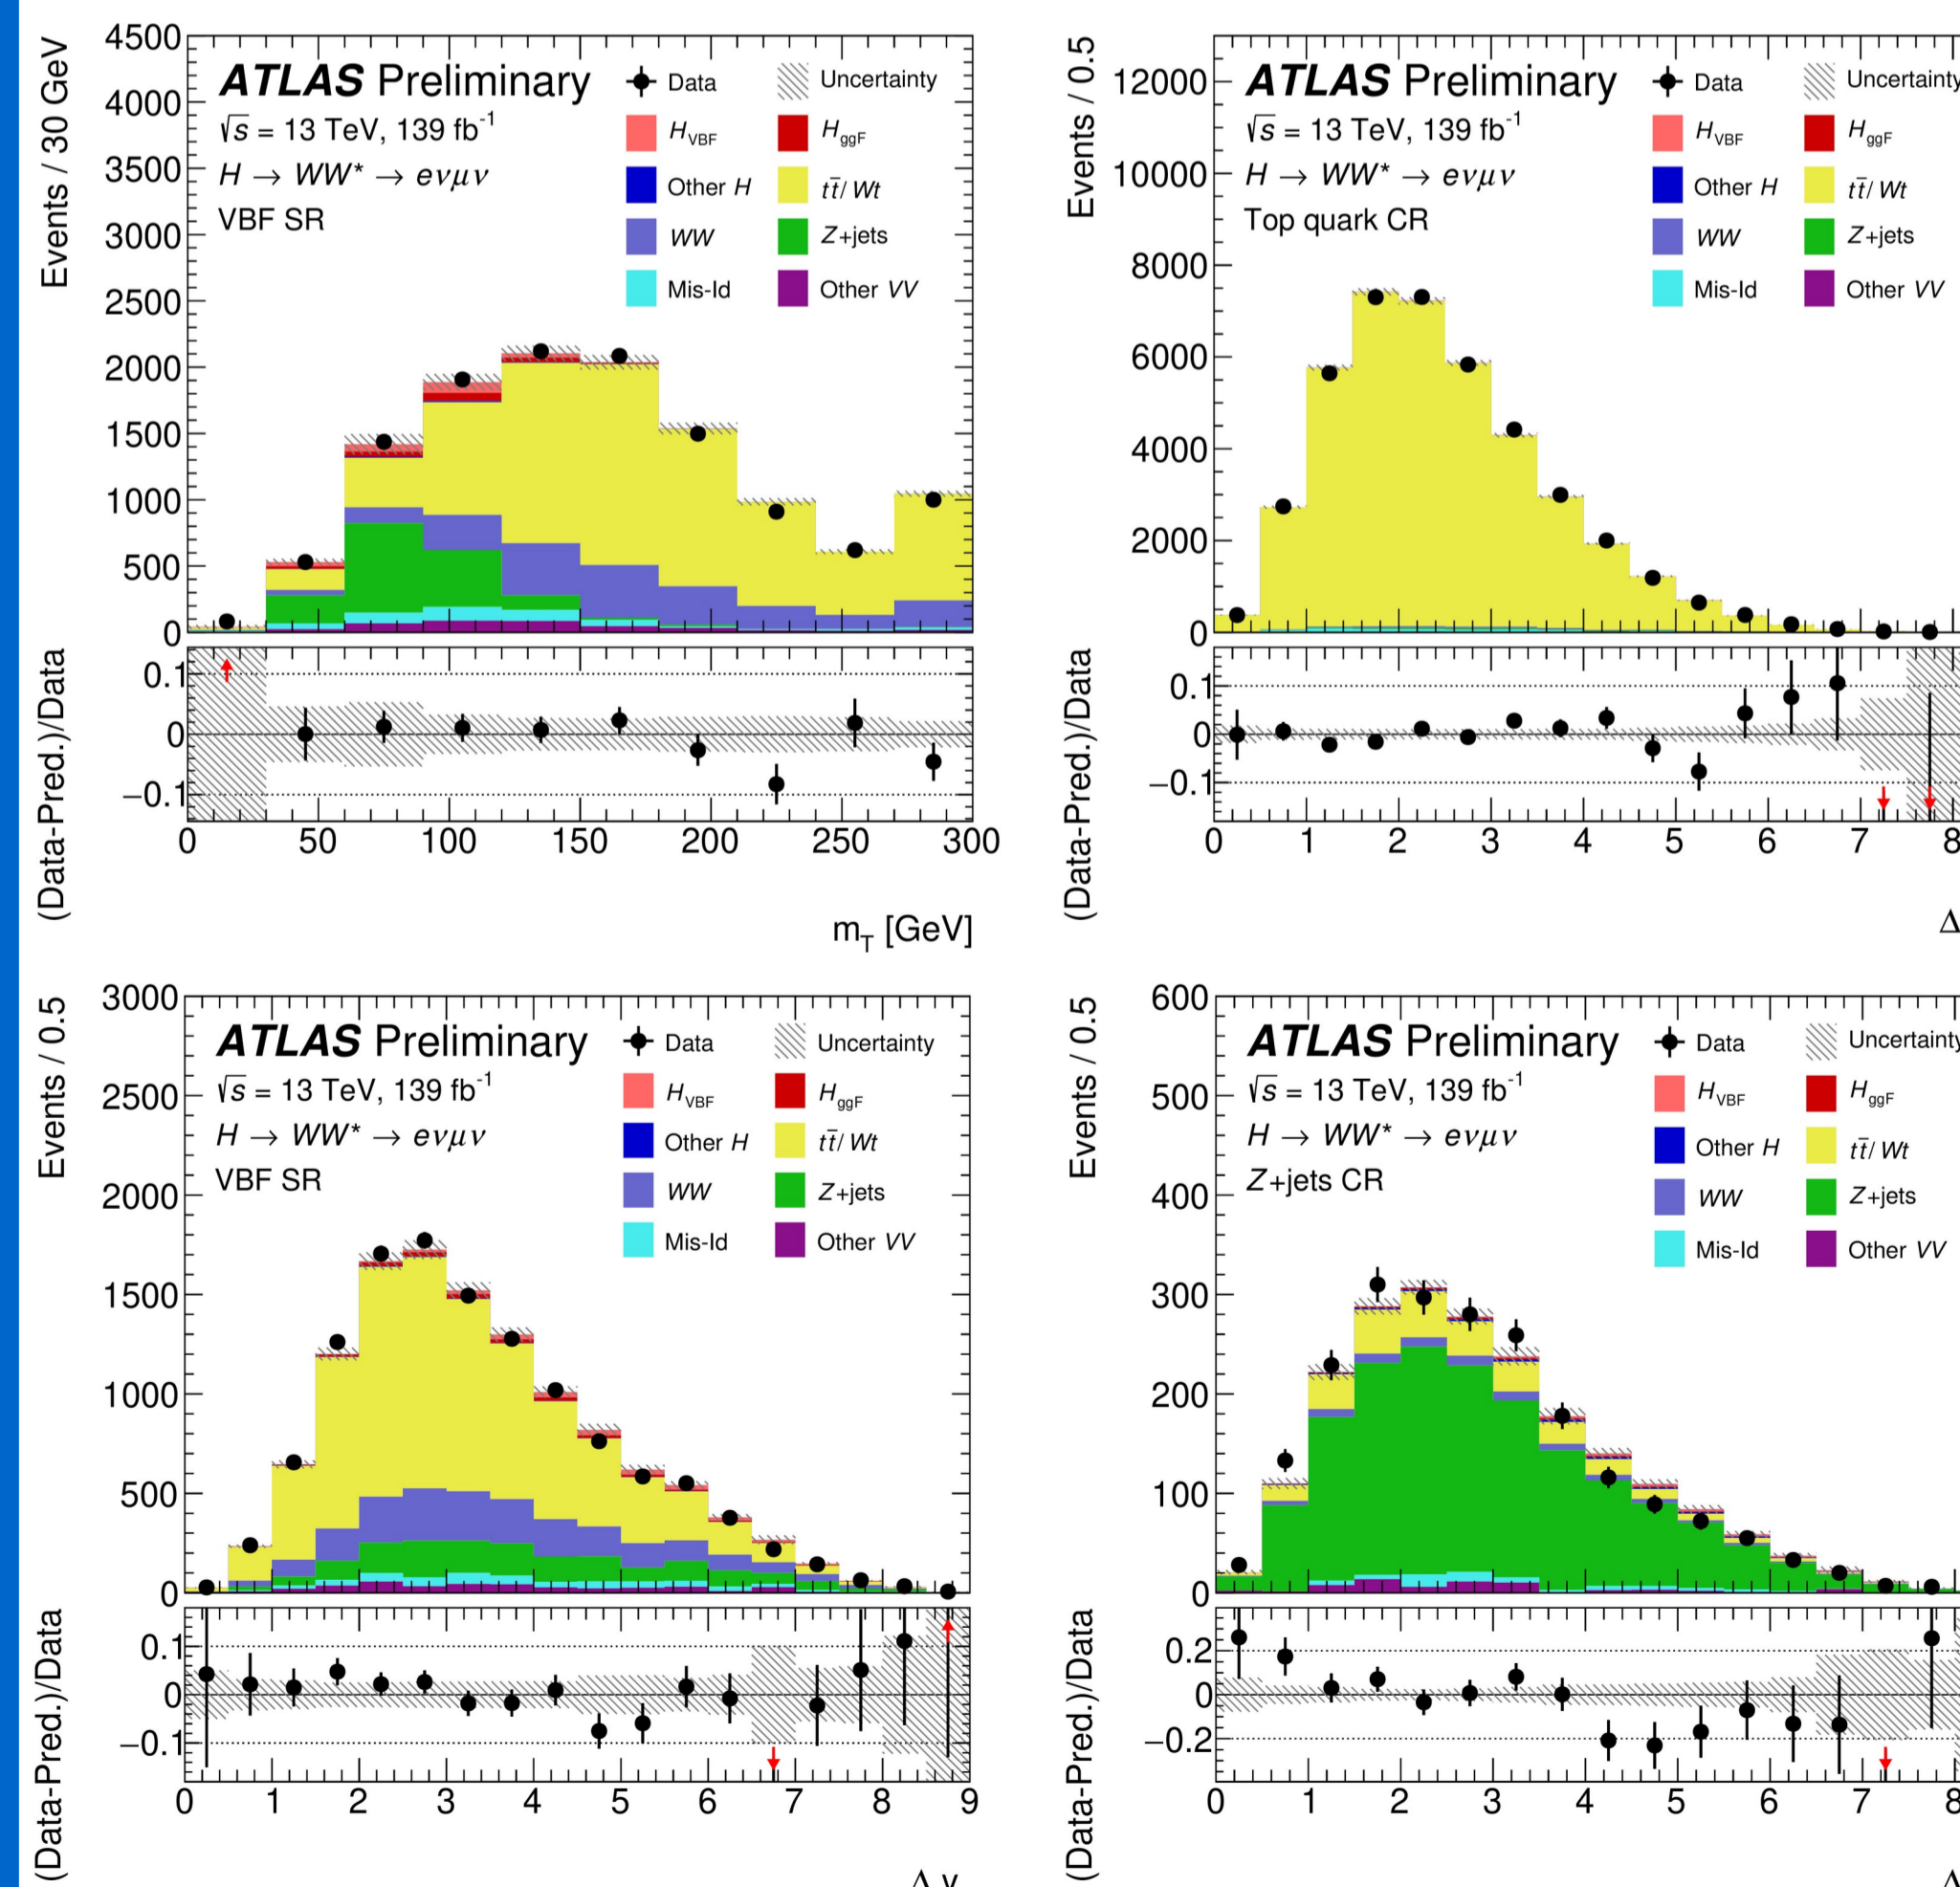 Events / 30 GeV
4500
4000
3500
3000
2500
2000
1500
1000
500
0
ATLAS Preliminary
√s = 13 TeV, 139 fb⁻¹
H → WW* → eνμν
VBF SR
Data
Uncertainty
H_VBF
H_ggF
Other H
tt̄/ Wt
WW
Z+jets
Mis-Id
Other VV
(Data-Pred.)/Data
0.1
0
−0.1
0 50 100 150 200 250 300
m_T [GeV]
Events / 0.5
12000
10000
8000
6000
4000
2000
0
ATLAS Preliminary
√s = 13 TeV, 139 fb⁻¹
H → WW* → eνμν
Top quark CR
Data
Uncertainty
H_VBF
H_ggF
Other H
tt̄/ Wt
WW
Z+jets
Mis-Id
Other VV
(Data-Pred.)/Data
0.1
0
−0.1
0 1 2 3 4 5 6 7 8
Δ
Events / 0.5
3000
2500
2000
1500
1000
500
0
ATLAS Preliminary
√s = 13 TeV, 139 fb⁻¹
H → WW* → eνμν
VBF SR
Data
Uncertainty
H_VBF
H_ggF
Other H
tt̄/ Wt
WW
Z+jets
Mis-Id
Other VV
(Data-Pred.)/Data
0.1
0
−0.1
0 1 2 3 4 5 6 7 8 9
Δ y
Events / 0.5
600
500
400
300
200
100
0
ATLAS Preliminary
√s = 13 TeV, 139 fb⁻¹
H → WW* → eνμν
Z+jets CR
Data
Uncertainty
H_VBF
H_ggF
Other H
tt̄/ Wt
WW
Z+jets
Mis-Id
Other VV
(Data-Pred.)/Data
0.2
0
−0.2
0 1 2 3 4 5 6 7 8